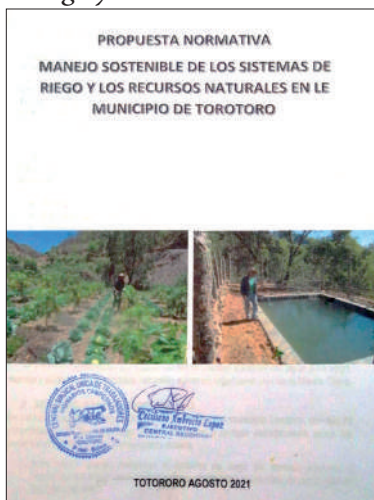 PROPUESTA NORMATIVA
MANEJO SOSTENIBLE DE LOS SISTEMAS DE
RIEGO Y LOS RECURSOS NATURALES EN LE
MUNICIPIO DE TOROTORO
EJECUTIVO
TOTORORO AGOSTO 2021